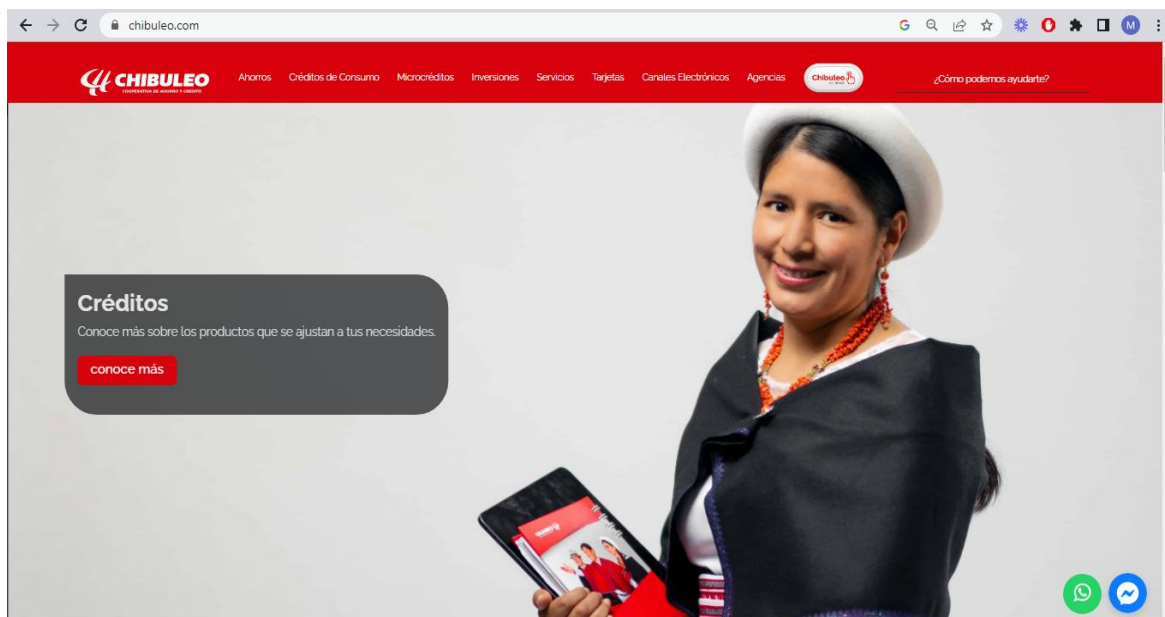 chibuleo.com
G
M
CHIBULEO
COOPERATIVA DE AHORRO Y CRÉDITO
Ahorros Créditos de Consumo Microcréditos Inversiones Servicios Tarjetas Canales Electrónicos Agencias
Chibuleo
¿Cómo podemos ayudarte?
Créditos
Conoce más sobre los productos que se ajustan a tus necesidades.
conoce más